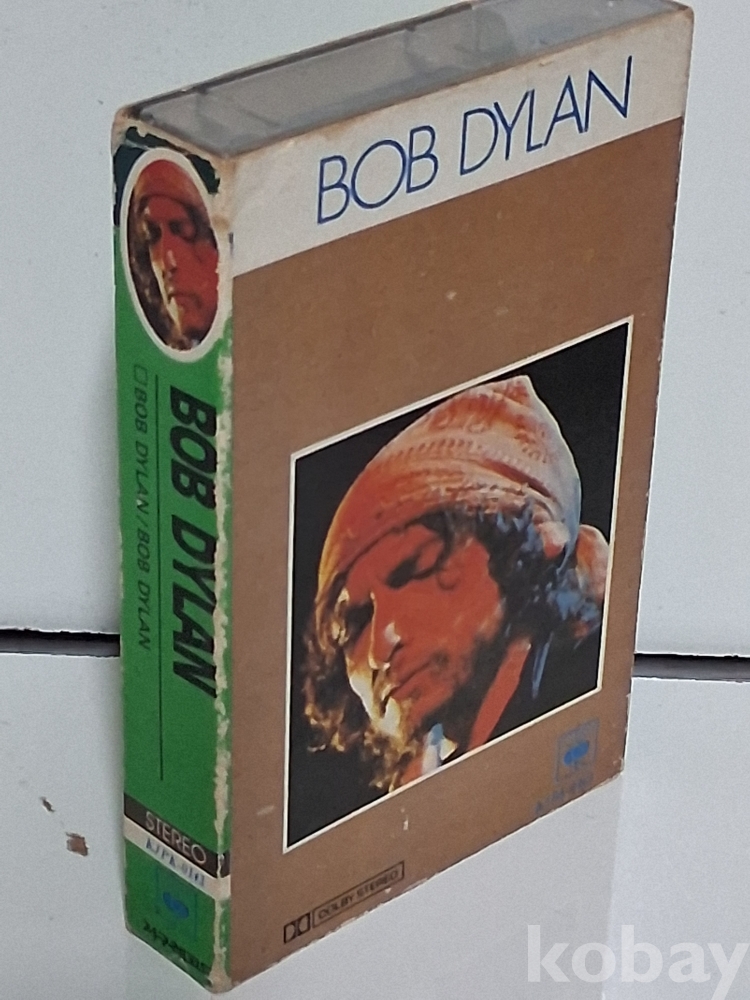 BOB DYLAN
BOB DYLAN
□BOB DYLAN/BOB DYLAN
STEREO
DOLBY STEREO
kobay